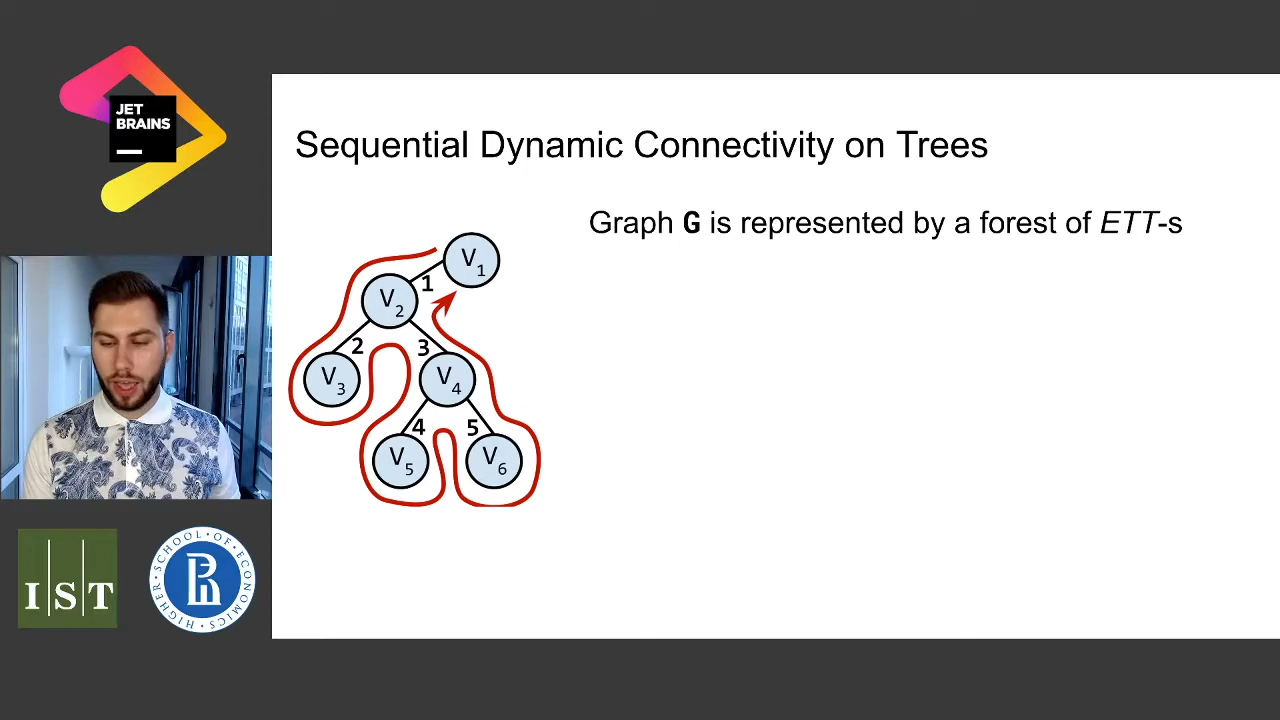 JET
BRAINS
Sequential Dynamic Connectivity on Trees
Graph G is represented by a forest of ETT-s
V1
1
V2
2
3
V3
V4
4
5
V5
V6
IST
HIGHER SCHOOL OF ECONOMICS